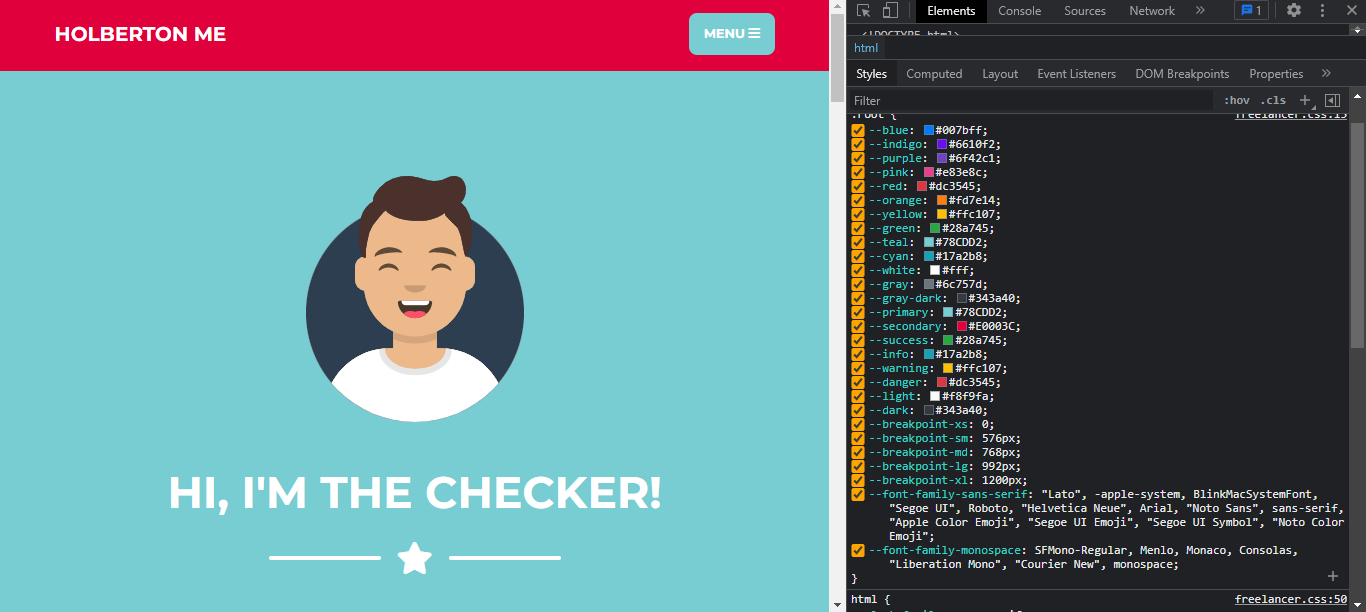 HOLBERTON ME
MENU
HI, I'M THE CHECKER!
Elements Console Sources Network » 1
<!DOCTYPE html>
html
Styles Computed Layout Event Listeners DOM Breakpoints Properties »
Filter :hov .cls +
:root { freelancer.css:15
--blue: #007bff;
--indigo: #6610f2;
--purple: #6f42c1;
--pink: #e83e8c;
--red: #dc3545;
--orange: #fd7e14;
--yellow: #ffc107;
--green: #28a745;
--teal: #78CDD2;
--cyan: #17a2b8;
--white: #fff;
--gray: #6c757d;
--gray-dark: #343a40;
--primary: #78CDD2;
--secondary: #E0003C;
--success: #28a745;
--info: #17a2b8;
--warning: #ffc107;
--danger: #dc3545;
--light: #f8f9fa;
--dark: #343a40;
--breakpoint-xs: 0;
--breakpoint-sm: 576px;
--breakpoint-md: 768px;
--breakpoint-lg: 992px;
--breakpoint-xl: 1200px;
--font-family-sans-serif: "Lato", -apple-system, BlinkMacSystemFont,
"Segoe UI", Roboto, "Helvetica Neue", Arial, "Noto Sans", sans-serif,
"Apple Color Emoji", "Segoe UI Emoji", "Segoe UI Symbol", "Noto Color
Emoji";
--font-family-monospace: SFMono-Regular, Menlo, Monaco, Consolas,
"Liberation Mono", "Courier New", monospace;
}
html { freelancer.css:50